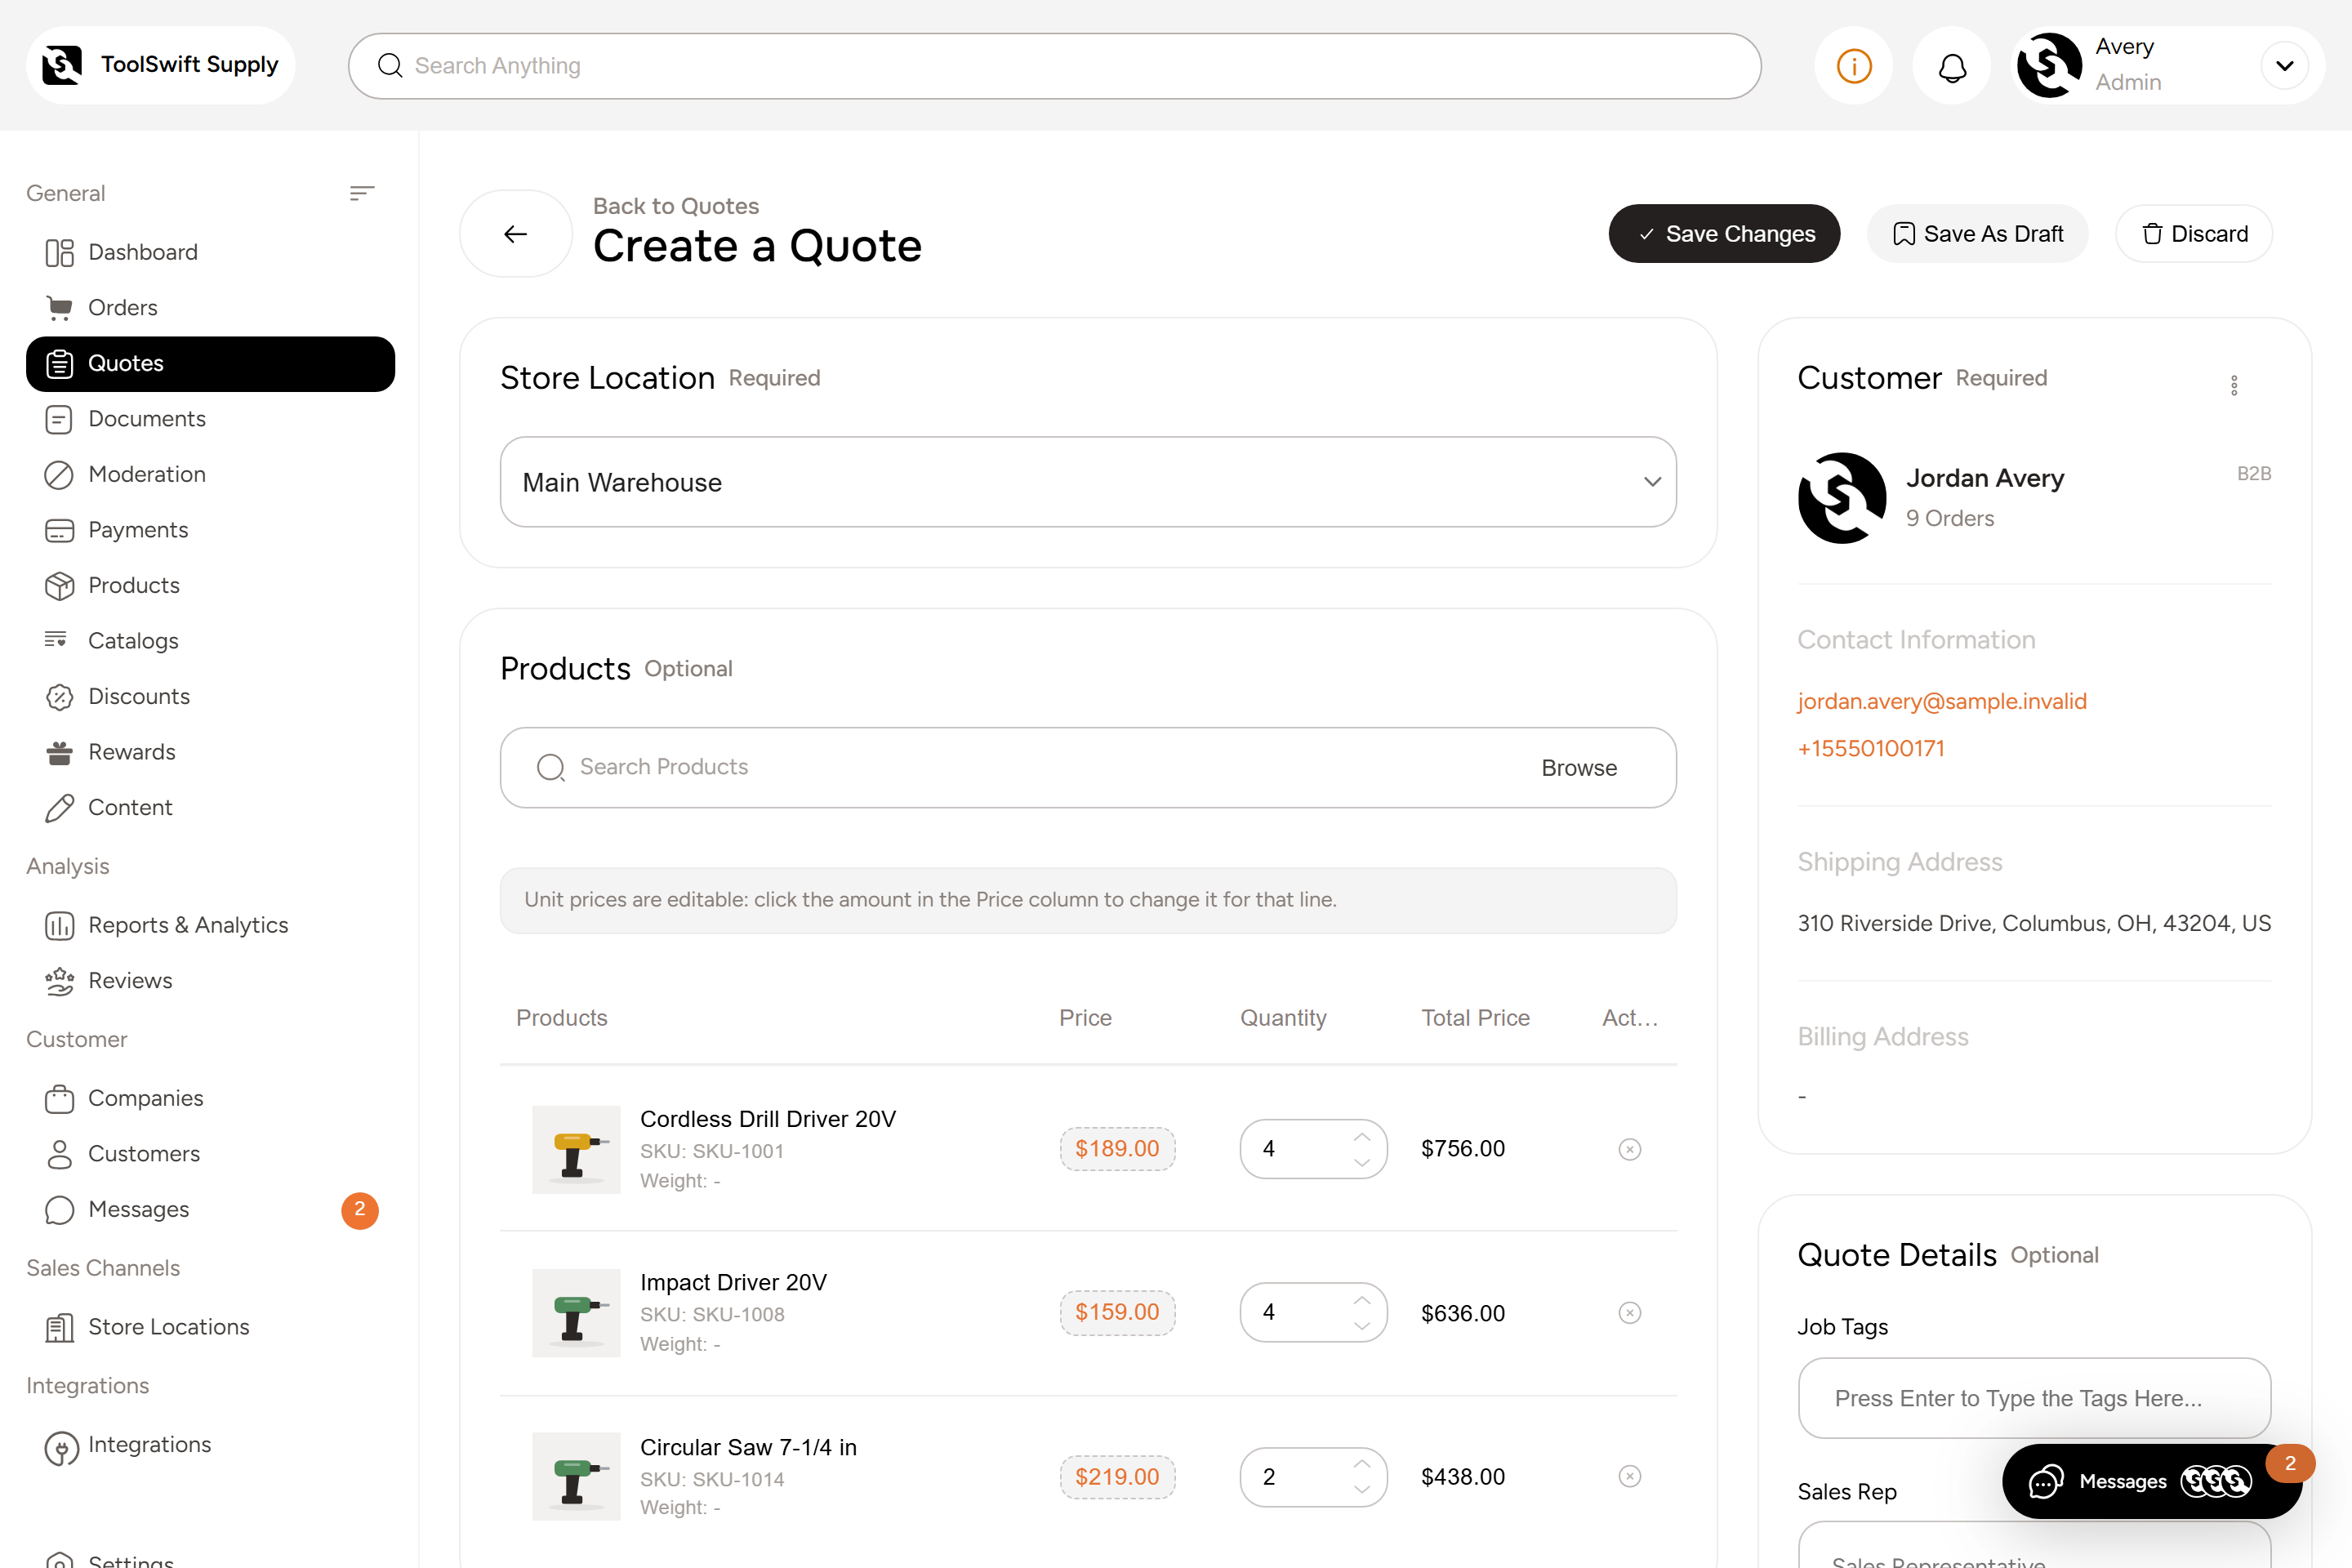 ToolSwift Supply
Search Anything
Avery
Admin
General
Dashboard
Orders
Quotes
Documents
Moderation
Payments
Products
Catalogs
Discounts
Rewards
Content
Analysis
Reports & Analytics
Reviews
Customer
Companies
Customers
Messages 2
Sales Channels
Store Locations
Integrations
Integrations
Settings
Back to Quotes
Create a Quote
Save Changes
Save As Draft
Discard
Store Location Required
Main Warehouse
Products Optional
Search Products
Browse
Unit prices are editable: click the amount in the Price column to change it for that line.
Products Price Quantity Total Price Act...
Cordless Drill Driver 20V
SKU: SKU-1001
Weight: -
$189.00 4 $756.00
Impact Driver 20V
SKU: SKU-1008
Weight: -
$159.00 4 $636.00
Circular Saw 7-1/4 in
SKU: SKU-1014
Weight: -
$219.00 2 $438.00
Customer Required
Jordan Avery
B2B
9 Orders
Contact Information
jordan.avery@sample.invalid
+15550100171
Shipping Address
310 Riverside Drive, Columbus, OH, 43204, US
Billing Address
-
Quote Details Optional
Job Tags
Press Enter to Type the Tags Here...
Sales Rep
Sales Representative
Messages
2